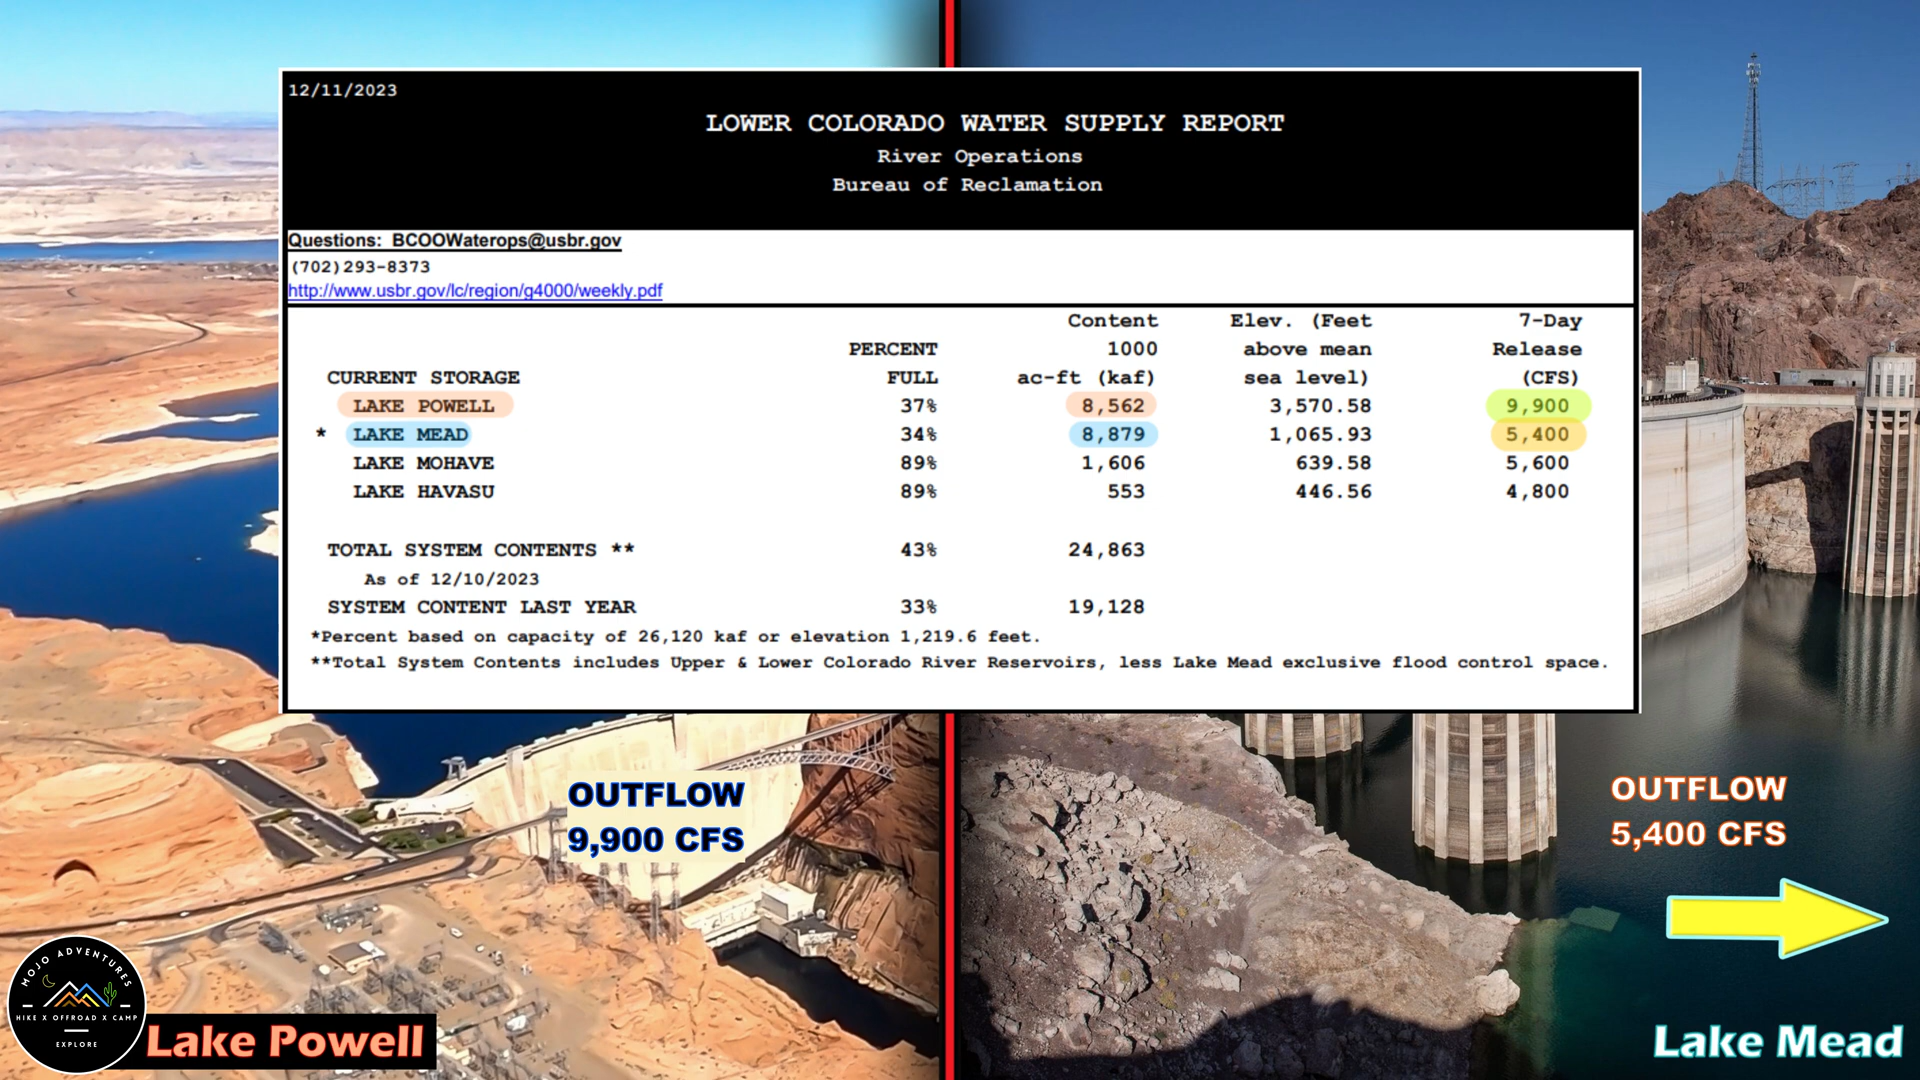 12/11/2023
LOWER COLORADO WATER SUPPLY REPORT
River Operations
Bureau of Reclamation
Questions: BCOOWaterops@usbr.gov
(702)293-8373
http://www.usbr.gov/lc/region/g4000/weekly.pdf
Content Elev. (Feet 7-Day
PERCENT 1000 above mean Release
CURRENT STORAGE FULL ac-ft (kaf) sea level) (CFS)
LAKE POWELL 37% 8,562 3,570.58 9,900
* LAKE MEAD 34% 8,879 1,065.93 5,400
LAKE MOHAVE 89% 1,606 639.58 5,600
LAKE HAVASU 89% 553 446.56 4,800
TOTAL SYSTEM CONTENTS ** 43% 24,863
As of 12/10/2023
SYSTEM CONTENT LAST YEAR 33% 19,128
*Percent based on capacity of 26,120 kaf or elevation 1,219.6 feet.
**Total System Contents includes Upper & Lower Colorado River Reservoirs, less Lake Mead exclusive flood control space.
OUTFLOW
9,900 CFS
OUTFLOW
5,400 CFS
MOJO ADVENTURES
HIKE X OFFROAD X CAMP
EXPLORE
Lake Powell
Lake Mead